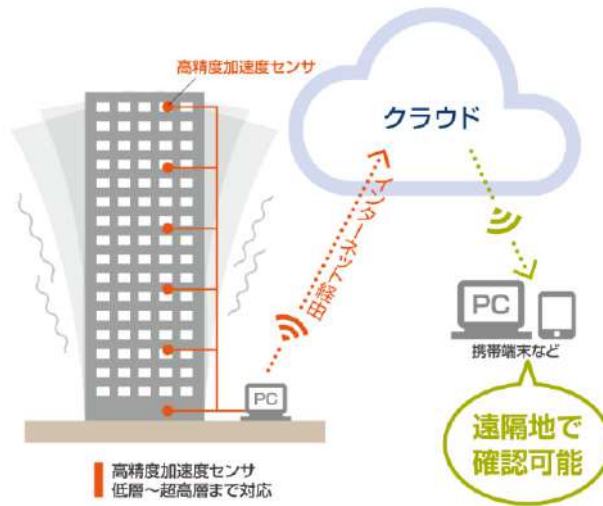 高精度加速度センサ
クラウド
インターネット経由
PC
PC
携帯端末など
遠隔地で
確認可能
高精度加速度センサ
低層～超高層まで対応